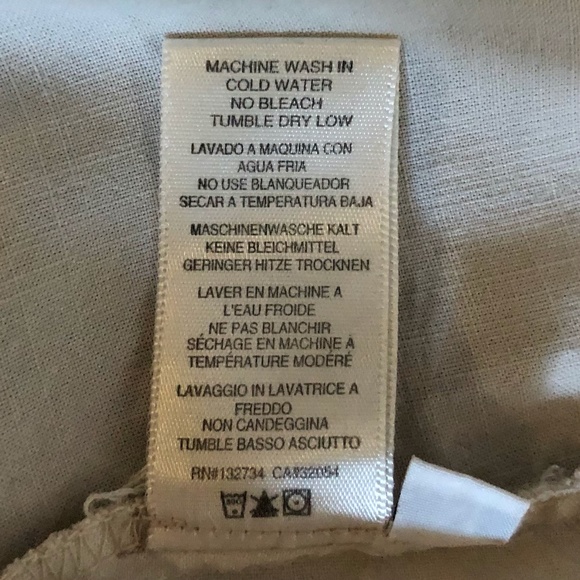 MACHINE WASH IN
COLD WATER
NO BLEACH
TUMBLE DRY LOW
LAVADO A MAQUINA CON
AGUA FRIA
NO USE BLANQUEADOR
SECAR A TEMPERATURA BAJA
MASCHINENWASCHE KALT
KEINE BLEICHMITTEL
GERINGER HITZE TROCKNEN
LAVER EN MACHINE A
L'EAU FROIDE
NE PAS BLANCHIR
SÉCHAGE EN MACHINE À
TEMPÉRATURE MODÉRÉ
LAVAGGIO IN LAVATRICE A
FREDDO
NON CANDEGGINA
TUMBLE BASSO ASCIUTTO
RN#132734 CA#32054